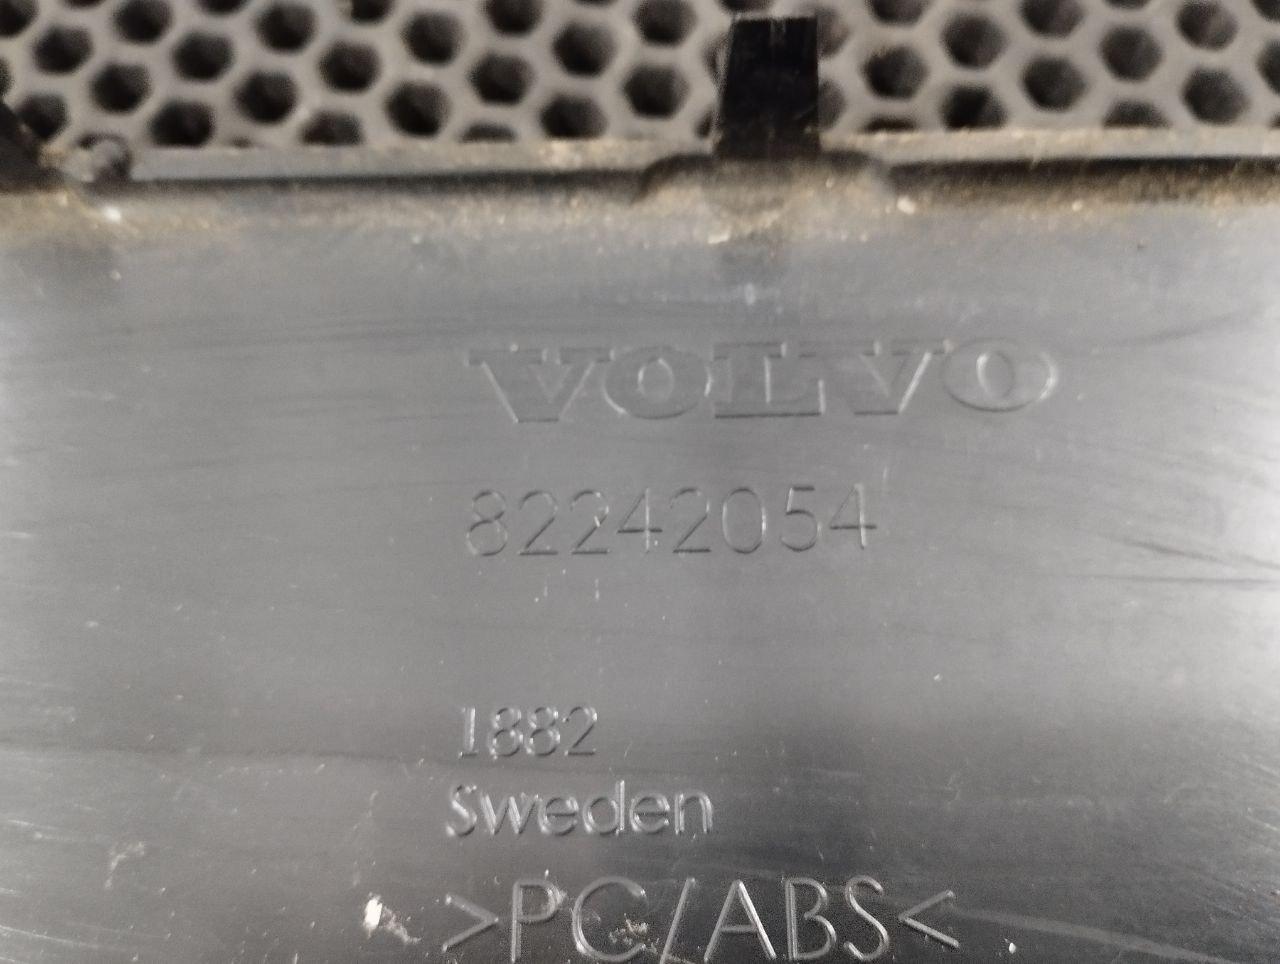 VOLVO
82242054
1882
Sweden
>PC/ABS<